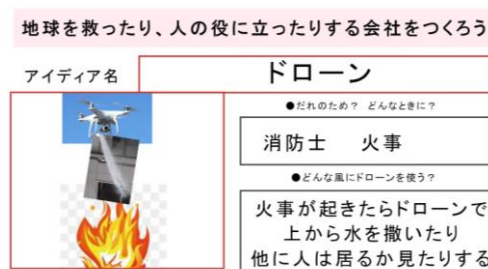 地球を救ったり、人の役に立ったりする会社をつくろう
アイディア名
ドローン
●だれのため? どんなときに?
消防士 火事
●どんな風にドローンを使う?
火事が起きたらドローンで
上から水を撒いたり
他に人は居るか見たりする